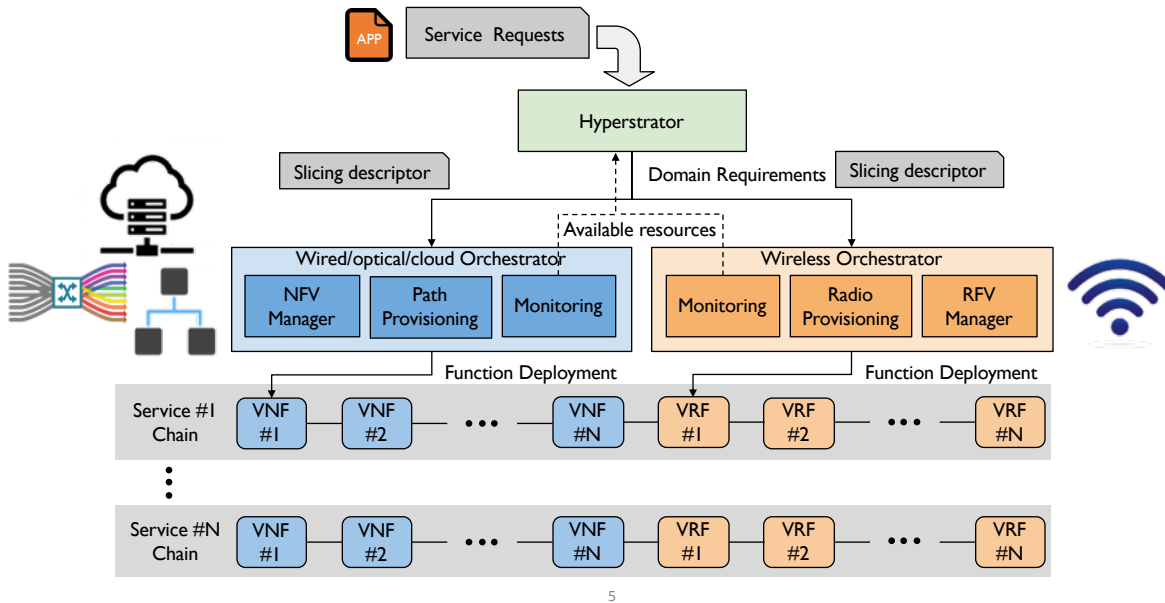 APP
Service Requests
Hyperstrator
Slicing descriptor
Domain Requirements
Slicing descriptor
Available resources
Wired/optical/cloud Orchestrator
NFV
Manager
Path
Provisioning
Monitoring
Wireless Orchestrator
Monitoring
Radio
Provisioning
RFV
Manager
Function Deployment
Function Deployment
Service #1
Chain
VNF
#1
VNF
#2
VNF
#N
VRF
#1
VRF
#2
VRF
#N
Service #N
Chain
VNF
#1
VNF
#2
VNF
#N
VRF
#1
VRF
#2
VRF
#N
5